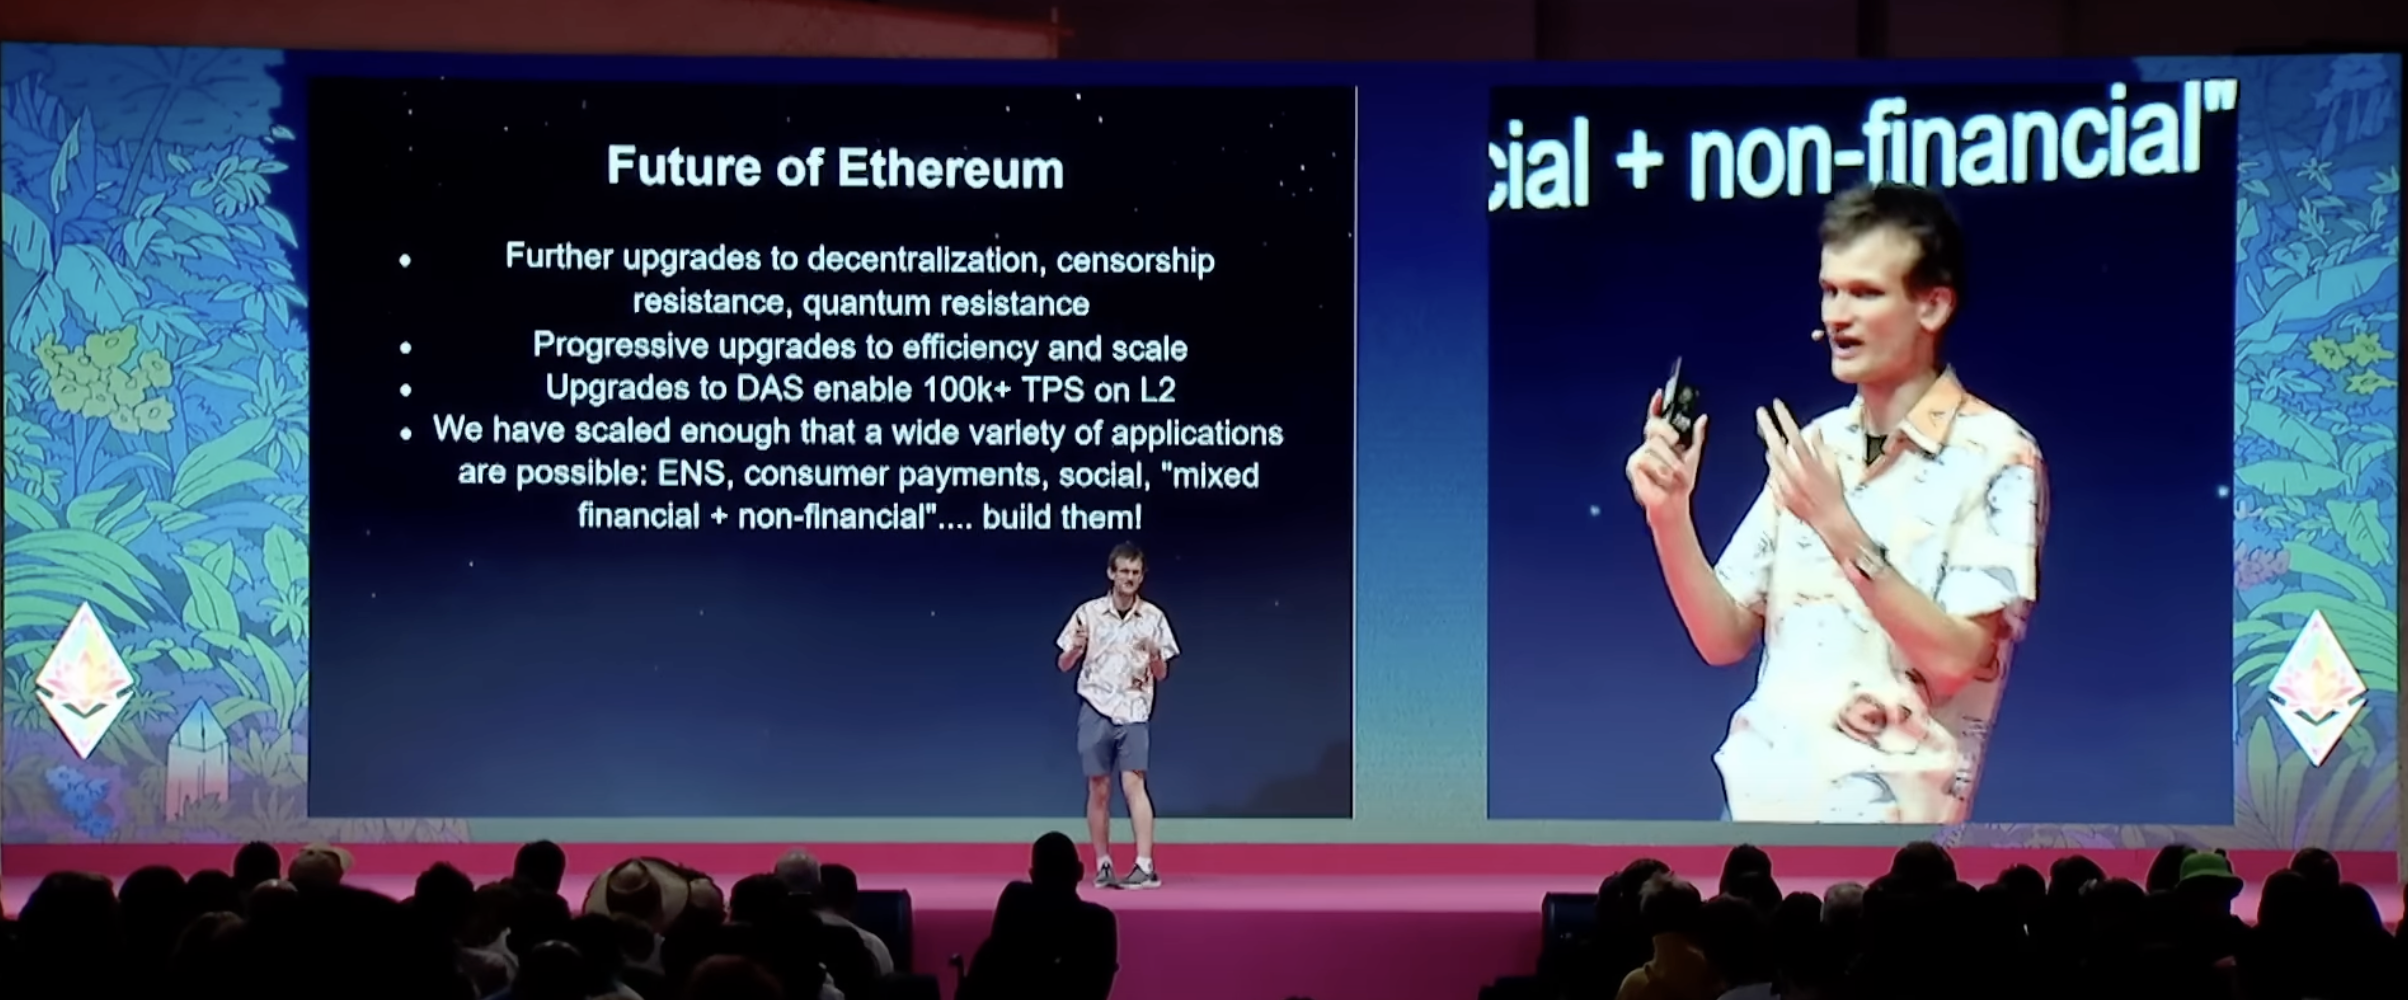 Future of Ethereum
Further upgrades to decentralization, censorship
resistance, quantum resistance
Progressive upgrades to efficiency and scale
Upgrades to DAS enable 100k+ TPS on L2
We have scaled enough that a wide variety of applications
are possible: ENS, consumer payments, social, "mixed
financial + non-financial".... build them!
cial + non-financial"